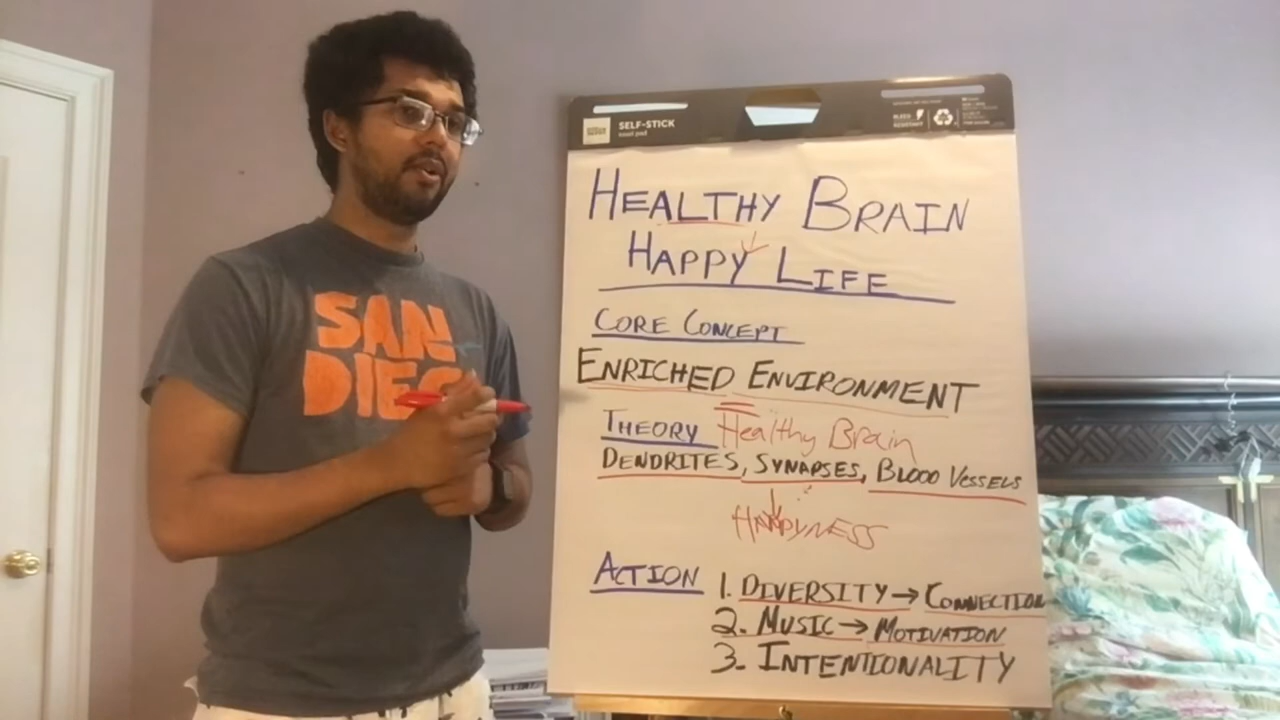 SELF-STICK
HEALTHY BRAIN
HAPPY LIFE
CORE CONCEPT
ENRICHED ENVIRONMENT
THEORY Healthy Brain
DENDRITES, SYNAPSES, BLOOD VESSELS
HAPPYNESS
ACTION
1. DIVERSITY → CONNECTION
2. MUSIC → MOTIVATION
3. INTENTIONALITY
SAN
DIEGO